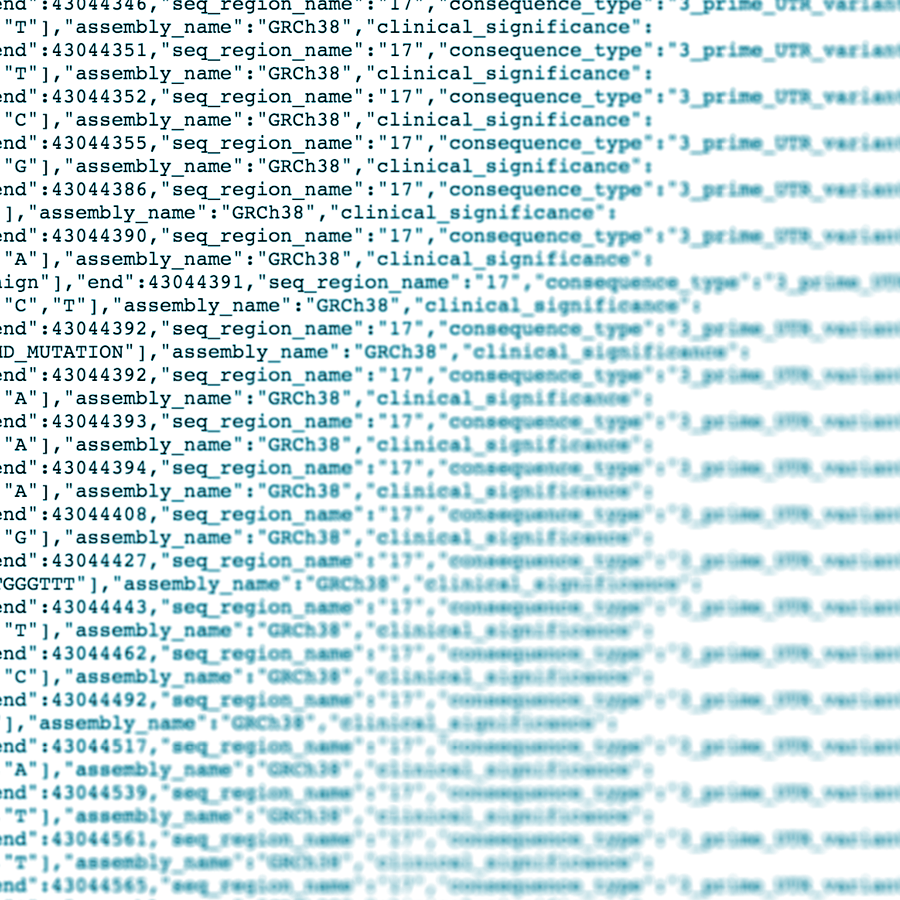 end":43044346,"seq_region_name":"17","consequence_type":"3_prime_UTR_variant
"T"],"assembly_name":"GRCh38","clinical_significance":
end":43044351,"seq_region_name":"17","consequence_type":"3_prime_UTR_variant
"T"],"assembly_name":"GRCh38","clinical_significance":
end":43044352,"seq_region_name":"17","consequence_type":"3_prime_UTR_variant
"C"],"assembly_name":"GRCh38","clinical_significance":
end":43044355,"seq_region_name":"17","consequence_type":"3_prime_UTR_variant
"G"],"assembly_name":"GRCh38","clinical_significance":
end":43044386,"seq_region_name":"17","consequence_type":"3_prime_UTR_variant
],"assembly_name":"GRCh38","clinical_significance":
end":43044390,"seq_region_name":"17","consequence_type":"3_prime_UTR_variant
"A"],"assembly_name":"GRCh38","clinical_significance":
ign"],"end":43044391,"seq_region_name":"17","consequence_type":"3_prime_UT
"C","T"],"assembly_name":"GRCh38","clinical_significance":
end":43044392,"seq_region_name":"17","consequence_type":"3_prime_UTR_variant
MD_MUTATION"],"assembly_name":"GRCh38","clinical_significance":
end":43044392,"seq_region_name":"17","consequence_type":"3_prime_UTR_variant
"A"],"assembly_name":"GRCh38","clinical_significance":
end":43044393,"seq_region_name":"17","consequence_type":"3_prime_UTR_variant
"A"],"assembly_name":"GRCh38","clinical_significance":
end":43044394,"seq_region_name":"17","consequence_type":"3_prime_UTR_variant
"A"],"assembly_name":"GRCh38","clinical_significance":
end":43044408,"seq_region_name":"17","consequence_type":"3_prime_UTR_variant
"G"],"assembly_name":"GRCh38","clinical_significance":
end":43044427,"seq_region_name":"17","consequence_type":"3_prime_UTR_variant
TGGGTTT"],"assembly_name":"GRCh38","clinical_significance":
end":43044443,"seq_region_name":"17","consequence_type":"3_prime_UTR_variant
"T"],"assembly_name":"GRCh38","clinical_significance":
end":43044462,"seq_region_name":"17","consequence_type":"3_prime_UTR_variant
"C"],"assembly_name":"GRCh38","clinical_significance":
end":43044492,"seq_region_name":"17","consequence_type":"3_prime_UTR_variant
"],"assembly_name":"GRCh38","clinical_significance":
end":43044517,"seq_region_name":"17","consequence_type":"3_prime_UTR_variant
"A"],"assembly_name":"GRCh38","clinical_significance":
end":43044539,"seq_region_name":"17","consequence_type":"3_prime_UTR_variant
"T"],"assembly_name":"GRCh38","clinical_significance":
end":43044561,"seq_region_name":"17","consequence_type":"3_prime_UTR_variant
"T"],"assembly_name":"GRCh38","clinical_significance":
end":43044565,"seq_region_name":"17","consequence_type":"3_prime_UTR_variant